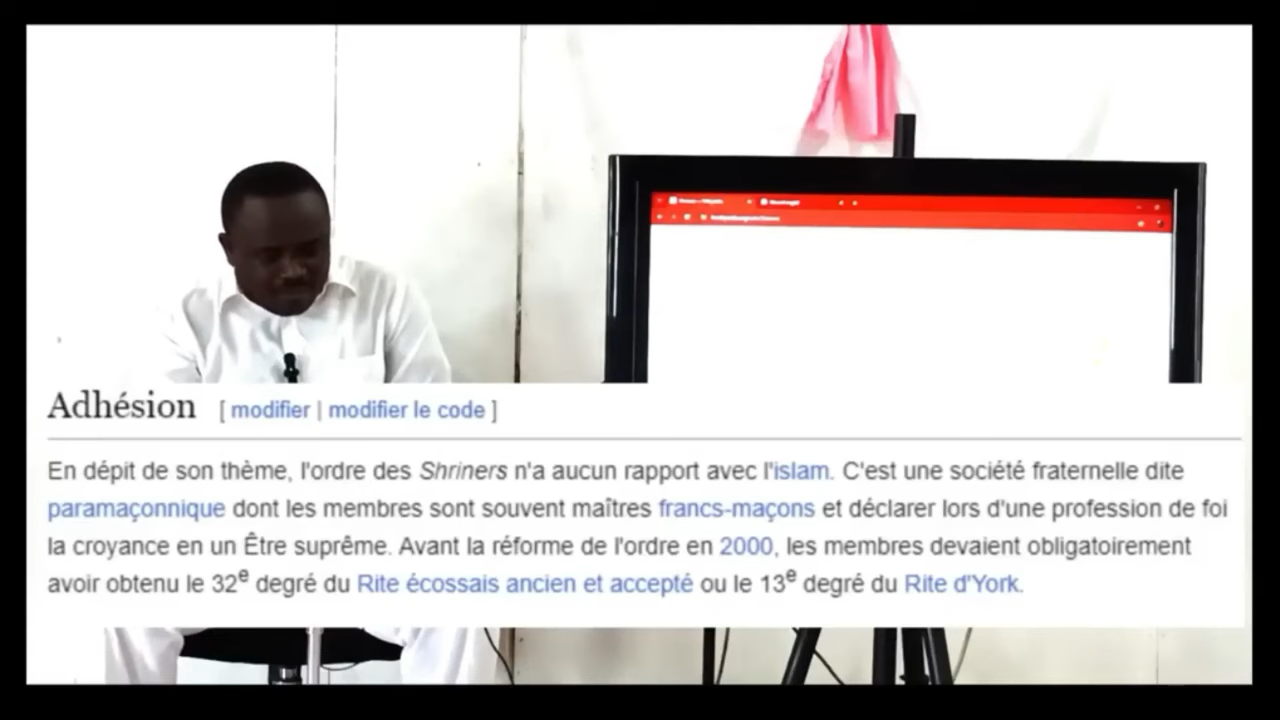 Adhésion [ modifier | modifier le code ]
En dépit de son thème, l'ordre des Shriners n'a aucun rapport avec l'islam. C'est une société fraternelle dite
paramaçonnique dont les membres sont souvent maîtres francs-maçons et déclarer lors d'une profession de foi
la croyance en un Être suprême. Avant la réforme de l'ordre en 2000, les membres devaient obligatoirement
avoir obtenu le 32e degré du Rite écossais ancien et accepté ou le 13e degré du Rite d'York.